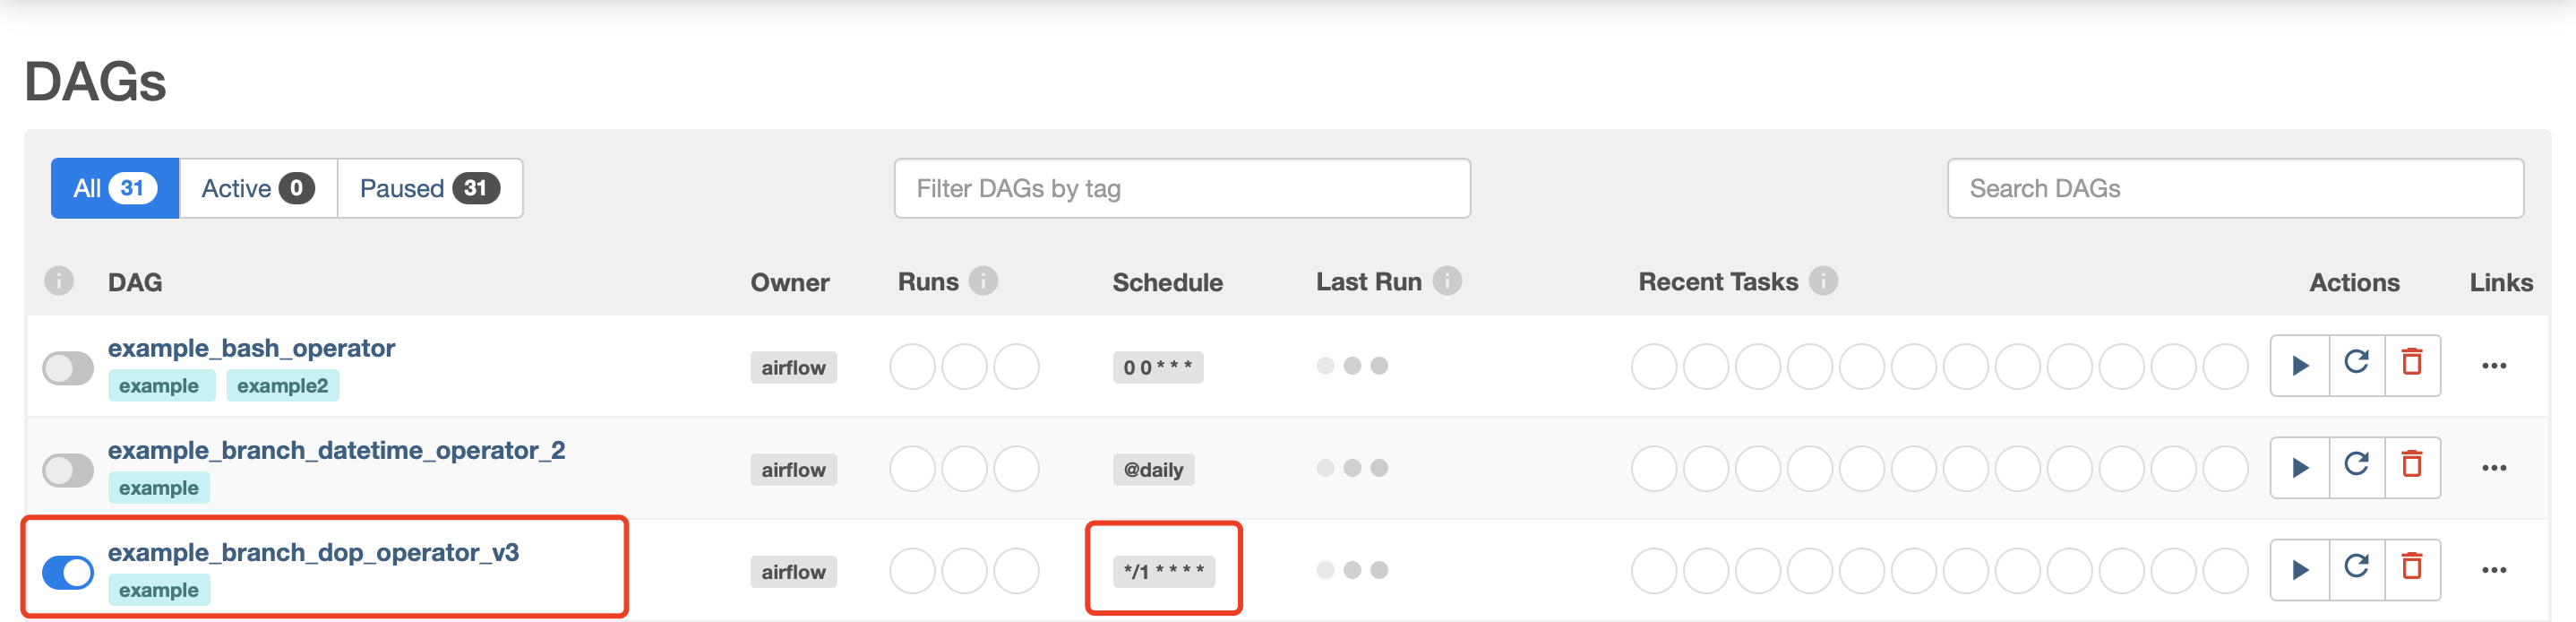 DAGs
All 31 Active 0 Paused 31 Filter DAGs by tag Search DAGs
DAG Owner Runs Schedule Last Run Recent Tasks Actions Links
example_bash_operator
airflow 0 0 * * *
example example2
example_branch_datetime_operator_2
airflow @daily
example
example_branch_dop_operator_v3
airflow */1 * * * *
example